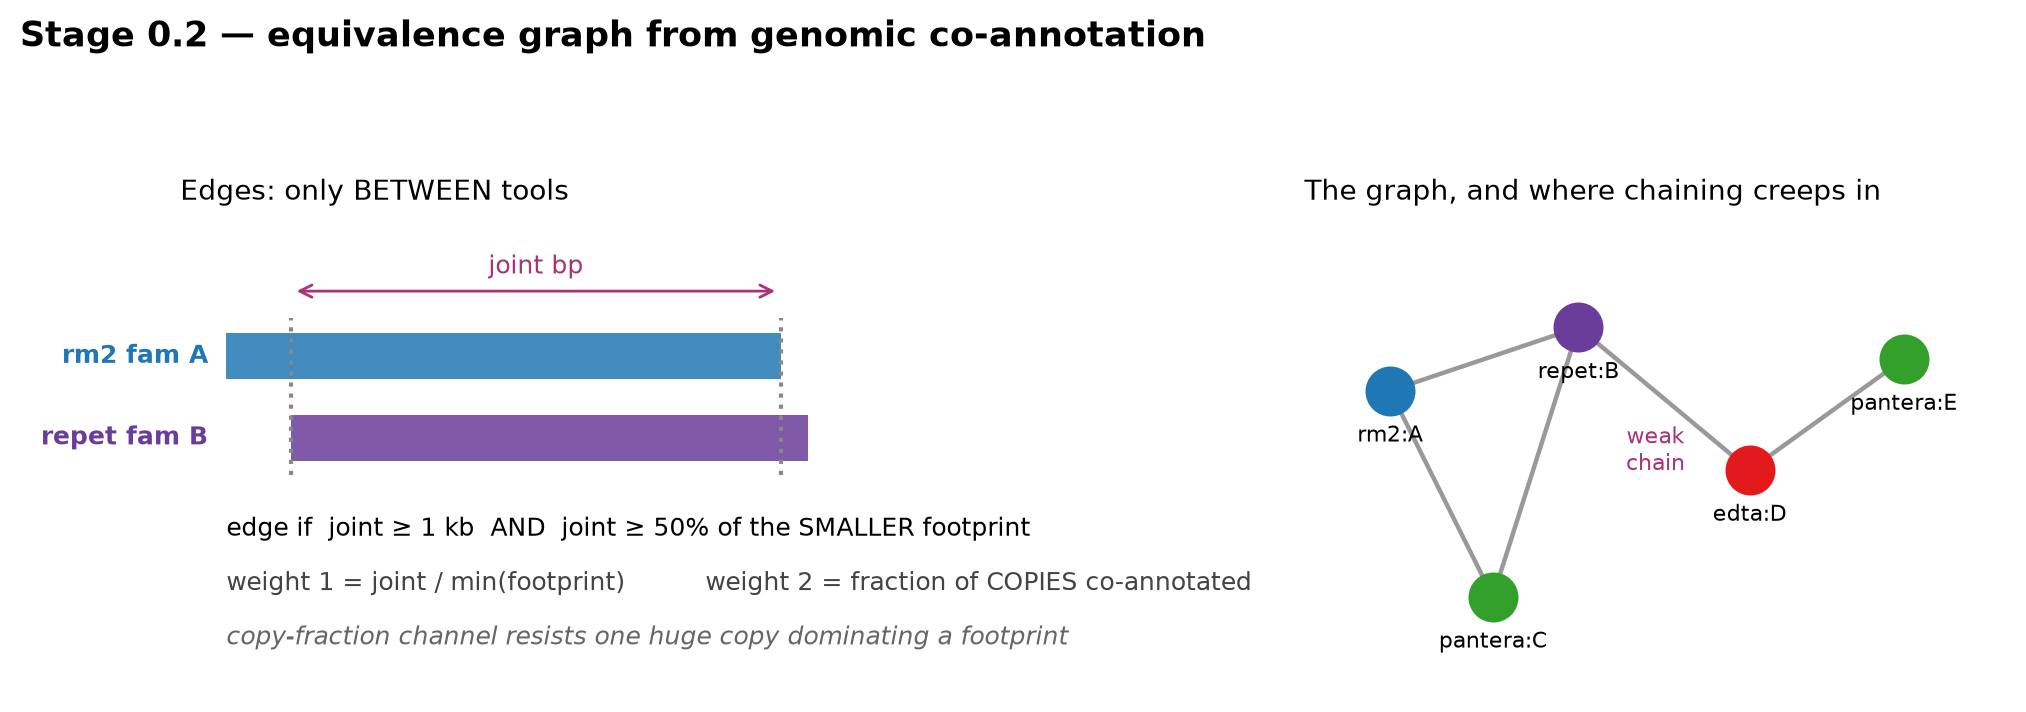 Stage 0.2 — equivalence graph from genomic co-annotation
Edges: only BETWEEN tools
joint bp
rm2 fam A
repet fam B
edge if  joint ≥ 1 kb  AND  joint ≥ 50% of the SMALLER footprint
weight 1 = joint / min(footprint)
weight 2 = fraction of COPIES co-annotated
copy-fraction channel resists one huge copy dominating a footprint
The graph, and where chaining creeps in
repet:B
pantera:E
rm2:A
weak
chain
edta:D
pantera:C